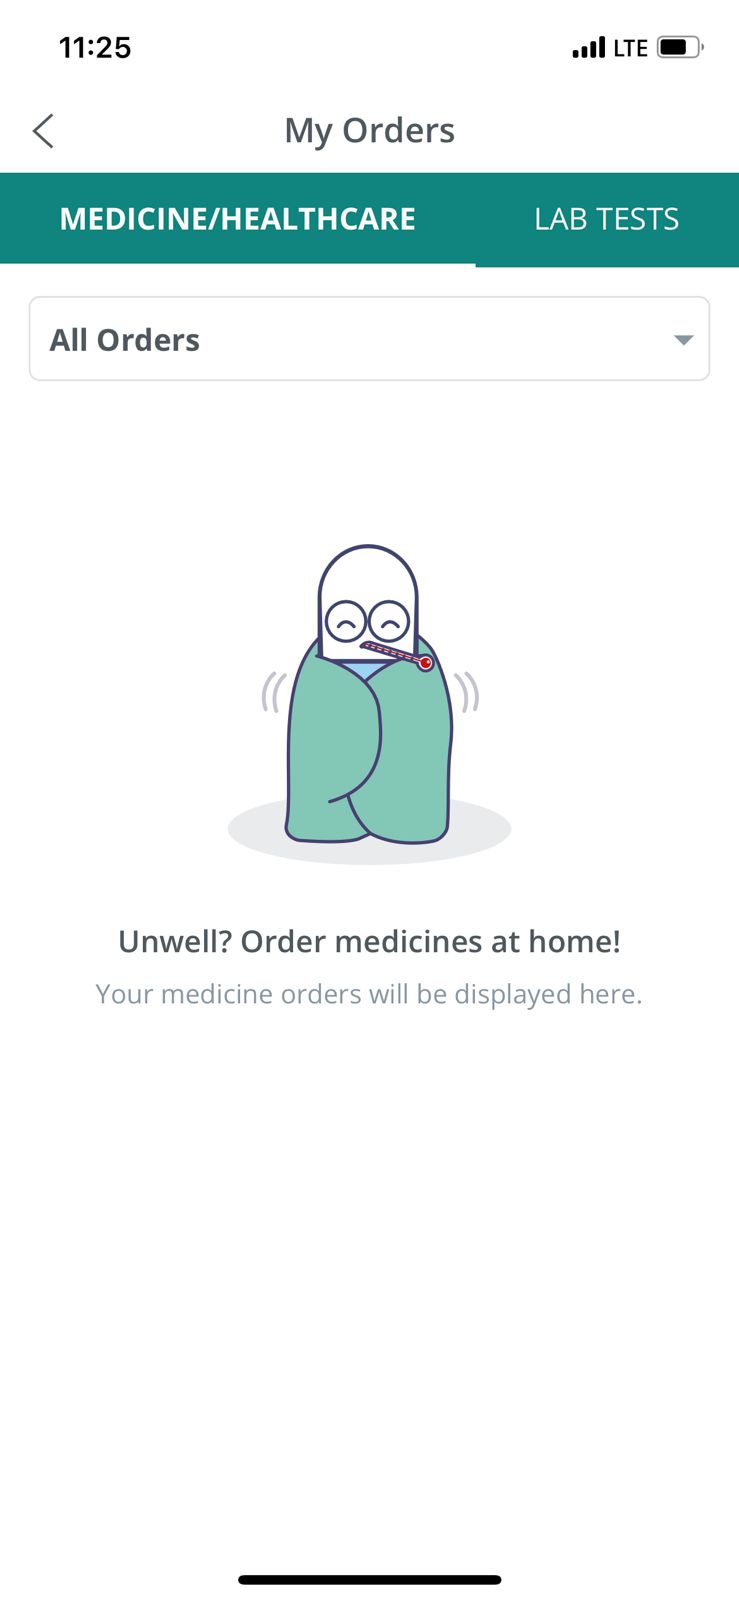 11:25
LTE
My Orders
MEDICINE/HEALTHCARE
LAB TESTS
All Orders
Unwell? Order medicines at home!
Your medicine orders will be displayed here.